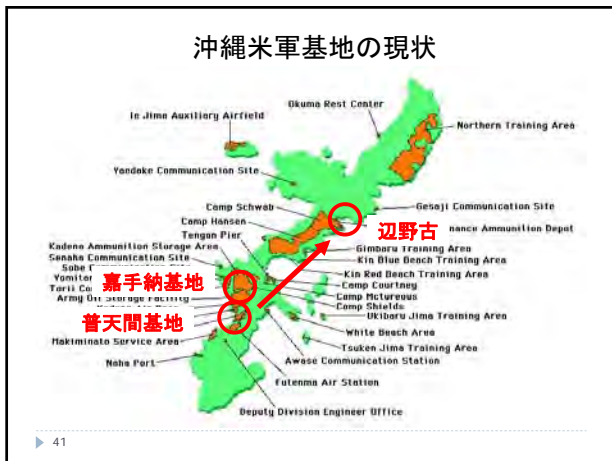 沖縄米軍基地の現状
Ie Jima Auxiliary Airfield
Okuma Rest Center
Northern Training Area
Yaedake Communication Site
Camp Schwab
Gesaji Communication Site
Camp Hansen
辺野古
Ammunition Depot
Tengan Pier
Gimbaru Training Area
Kadena Ammunition Storage Area
Kin Blue Beach Training Area
Senaha Communication Site
Kin Red Beach Training Area
嘉手納基地
Camp Courtney
Camp McTureous
Army Oil Storage Facility
Camp Shields
Ukibaru Jima Training Area
普天間基地
White Beach Area
Tsuken Jima Training Area
Makiminato Service Area
Awase Communication Station
Naha Port
Futenma Air Station
Deputy Division Engineer Office
41